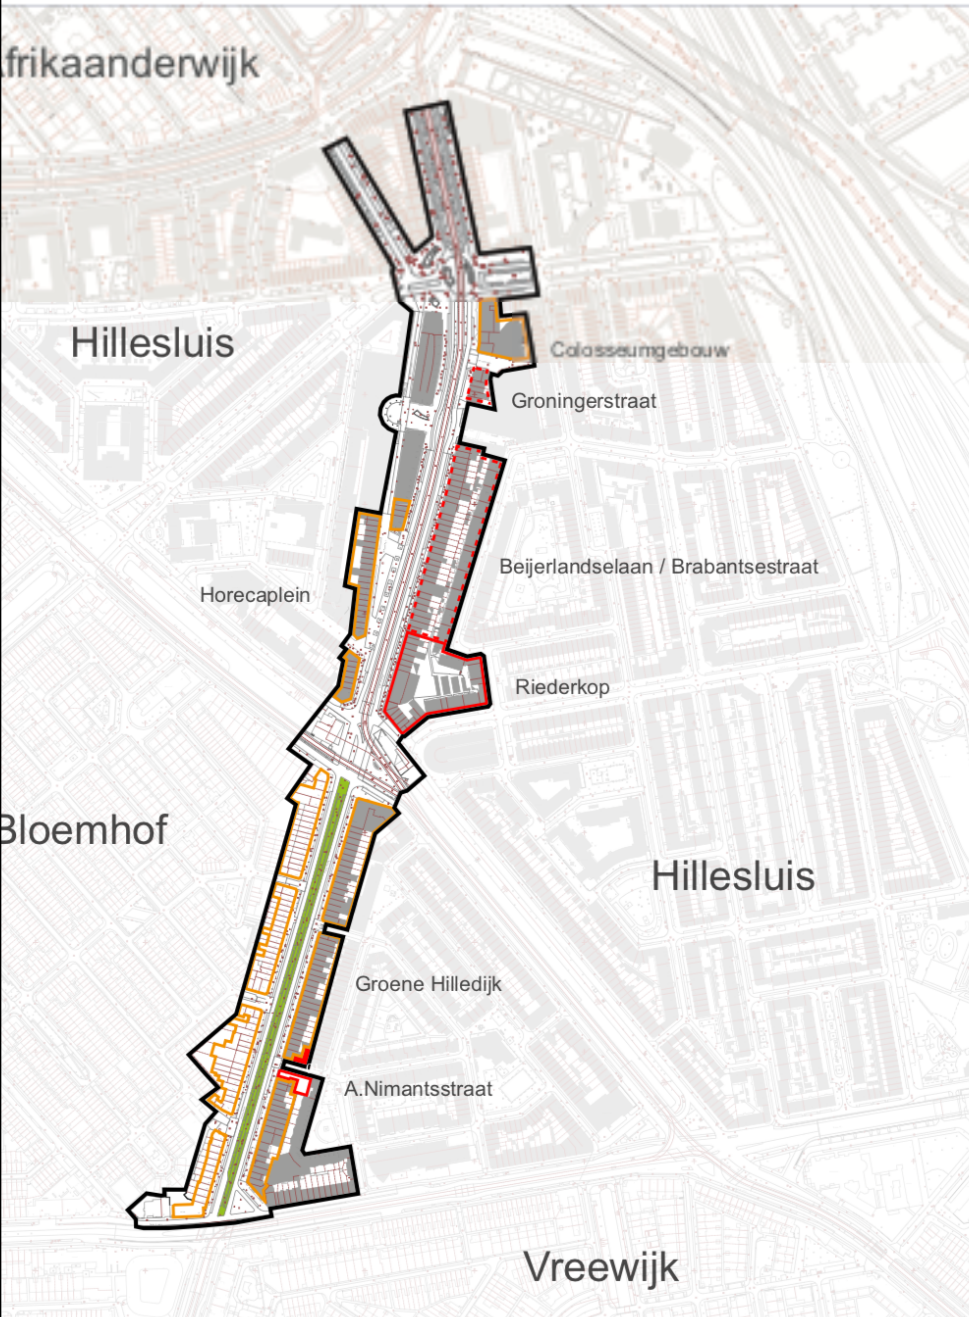 frikaanderwijk
Hillesluis
Colosseumgebouw
Groningerstraat
Beijerlandselaan / Brabantsestraat
Horecaplein
Riederkop
Bloemhof
Hillesluis
Groene Hilledijk
A.Nimantsstraat
Vreewijk